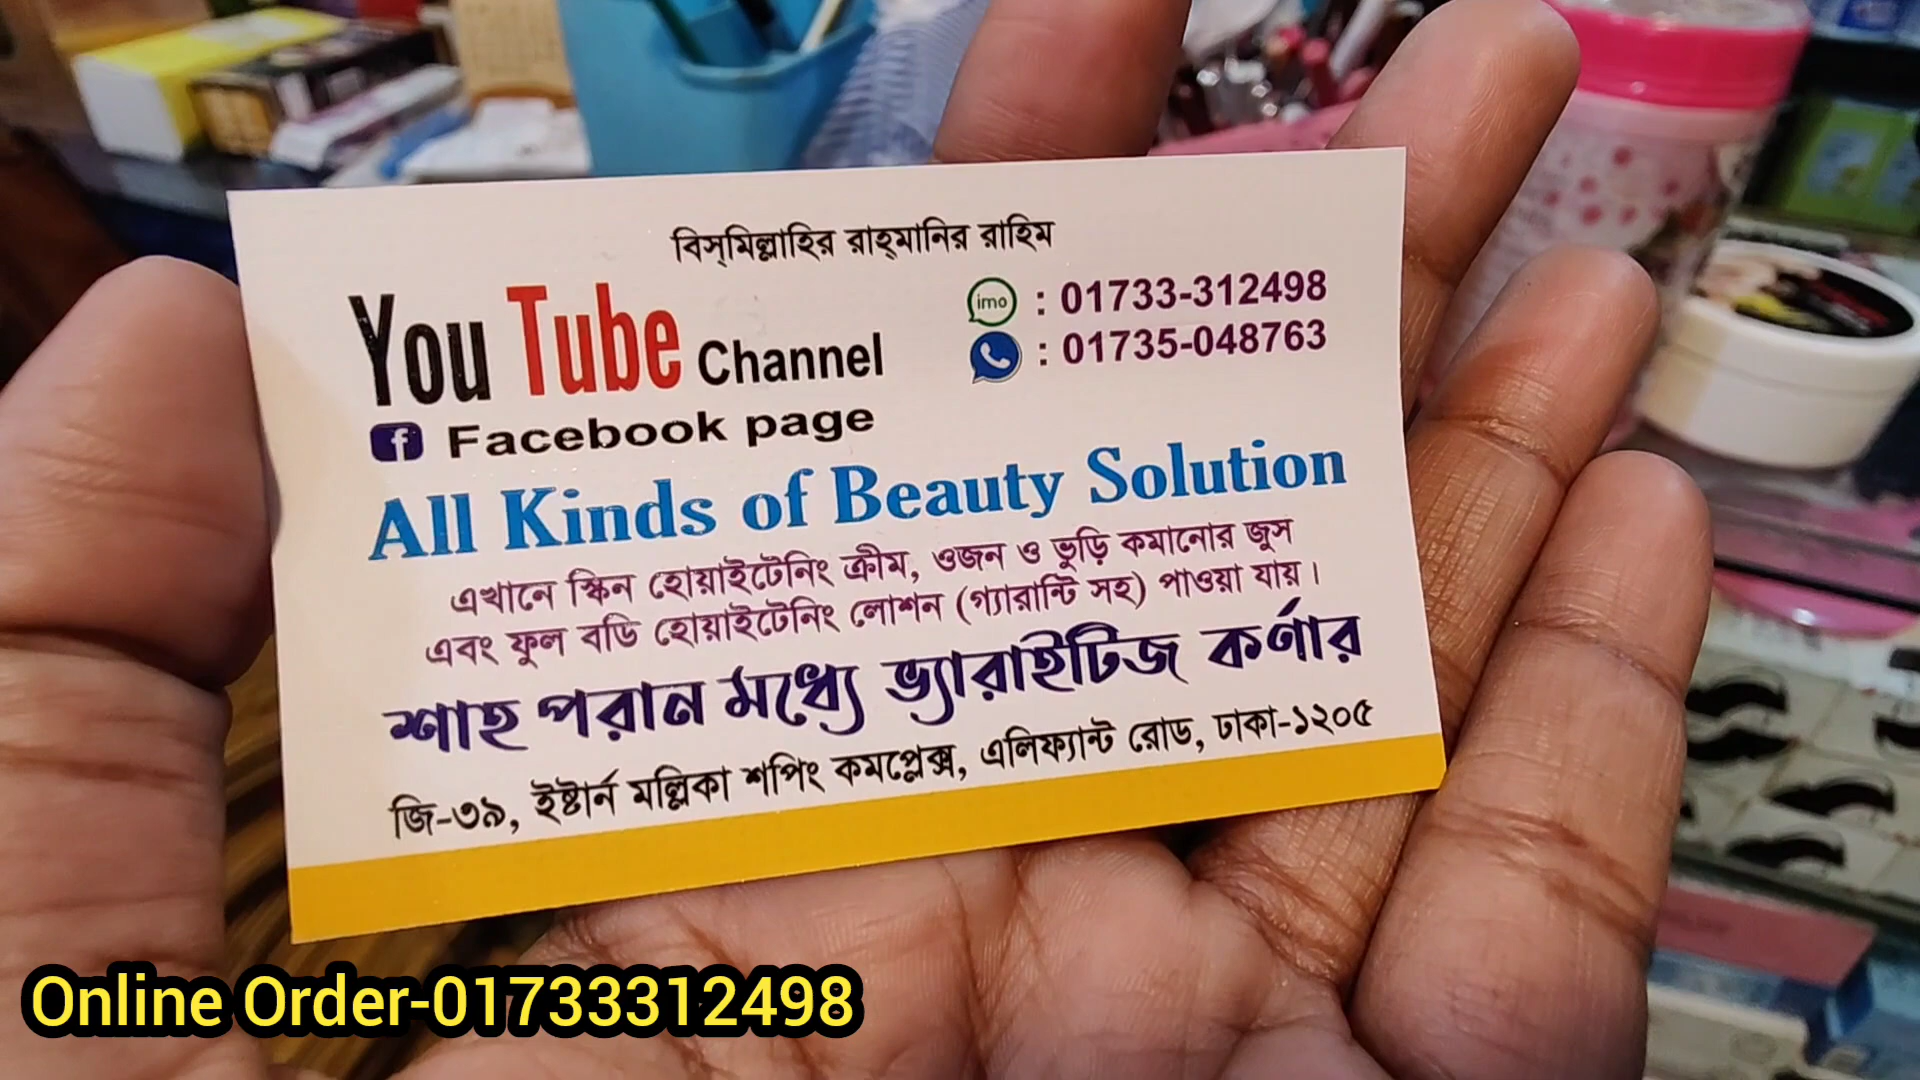 বিস্‌মিল্লাহির রাহ্‌মানির রাহিম
You Tube Channel
imo : 01733-312498
: 01735-048763
f Facebook page
All Kinds of Beauty Solution
এখানে স্কিন হোয়াইটেনিং ক্রীম, ওজন ও ভুড়ি কমানোর জুস
এবং ফুল বডি হোয়াইটেনিং লোশন (গ্যারান্টি সহ) পাওয়া যায়।
শাহ পরান মধ্যে ভ্যারাইটিজ কর্ণার
জি-৩৯, ইষ্টার্ন মল্লিকা শপিং কমপ্লেক্স, এলিফ্যান্ট রোড, ঢাকা-১২০৫
Online Order-01733312498